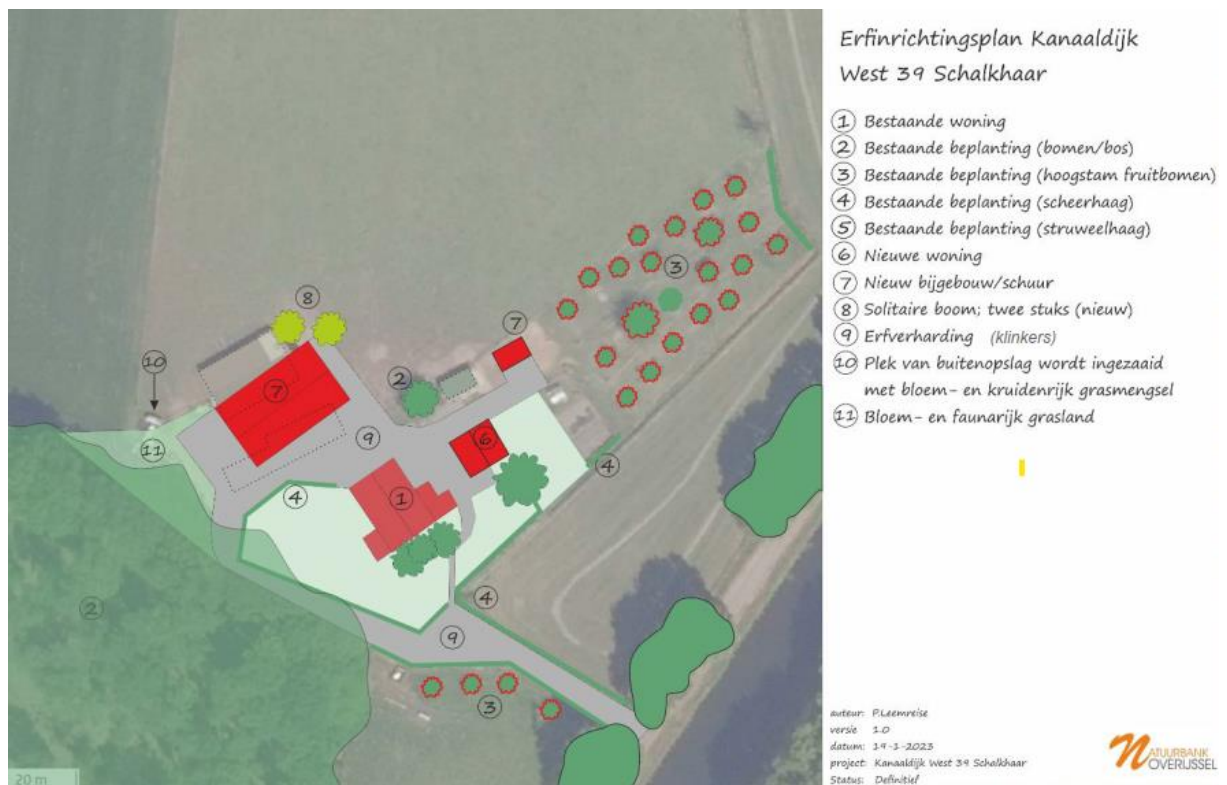 Erfinrichtingsplan Kanaaldijk
West 39 Schalkhaar
1 Bestaande woning
2 Bestaande beplanting (bomen/bos)
3 Bestaande beplanting (hoogstam fruitbomen)
4 Bestaande beplanting (scheerhaag)
5 Bestaande beplanting (struweelhaag)
6 Nieuwe woning
7 Nieuw bijgebouw/schuur
8 Solitaire boom; twee stuks (nieuw)
9 Erfverharding (klinkers)
10 Plek van buitenopslag wordt ingezaaid
met bloem- en kruidenrijk grasmengsel
11 Bloem- en faunarijk grasland
3
8
7
10
2
7
6
9
11
4
4
1
2
4
9
3
20 m
auteur: P.Leemreise
versie 1.0
datum: 19-1-2023
project: Kanaaldijk West 39 Schalkhaar
Status: Definitief
NATUURBANK
OVERIJSSEL